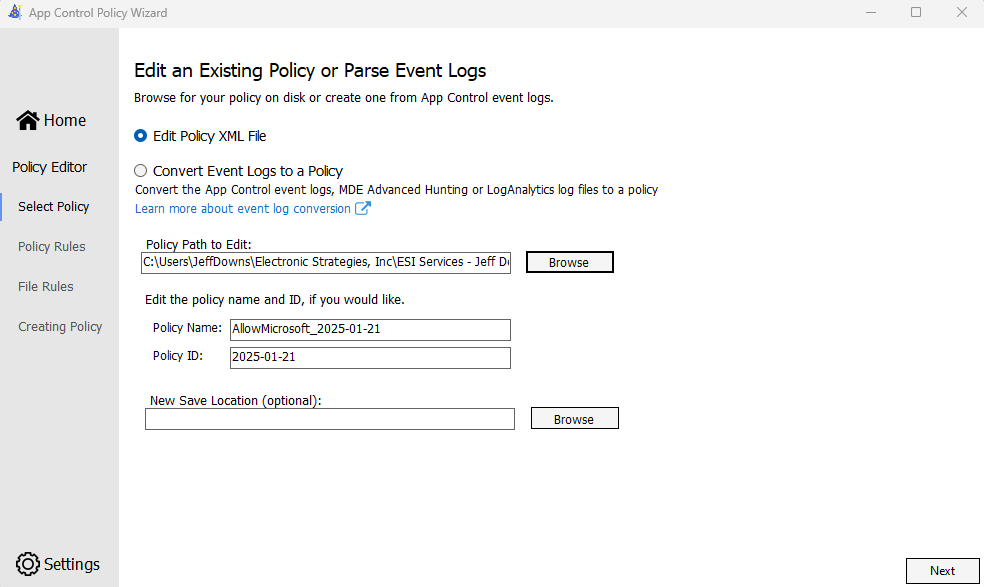 App Control Policy Wizard
Home
Policy Editor
Select Policy
Policy Rules
File Rules
Creating Policy
Settings
Edit an Existing Policy or Parse Event Logs
Browse for your policy on disk or create one from App Control event logs.
Edit Policy XML File
Convert Event Logs to a Policy
Convert the App Control event logs, MDE Advanced Hunting or LogAnalytics log files to a policy
Learn more about event log conversion
Policy Path to Edit:
C:\Users\JeffDowns\Electronic Strategies, Inc\ESI Services - Jeff Do
Browse
Edit the policy name and ID, if you would like.
Policy Name: AllowMicrosoft_2025-01-21
Policy ID: 2025-01-21
New Save Location (optional):
Browse
Next